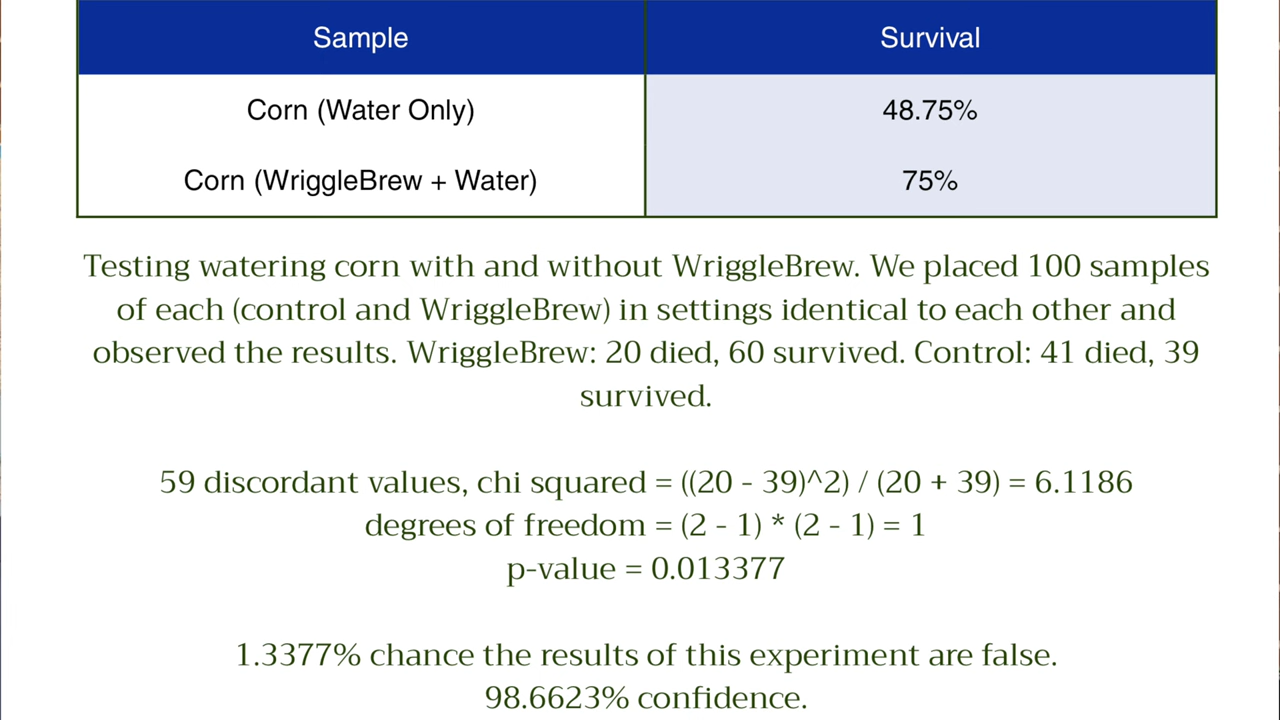 Sample Survival
Corn (Water Only) 48.75%
Corn (WriggleBrew + Water) 75%
Testing watering corn with and without WriggleBrew. We placed 100 samples
of each (control and WriggleBrew) in settings identical to each other and
observed the results. WriggleBrew: 20 died, 60 survived. Control: 41 died, 39
survived.
59 discordant values, chi squared = ((20 - 39)^2) / (20 + 39) = 6.1186
degrees of freedom = (2 - 1) * (2 - 1) = 1
p-value = 0.013377
1.3377% chance the results of this experiment are false.
98.6623% confidence.